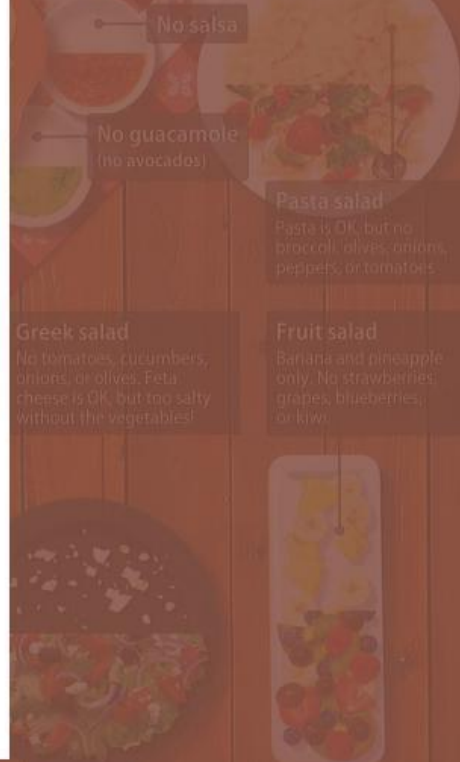 No salsa
No guacamole
(no avocados)
Pasta salad
Pasta is OK, but no
broccoli, olives, onions,
peppers, or tomatoes
Greek salad
No tomatoes, cucumbers,
onions, or olives. Feta
cheese is OK, but too salty
without the vegetables!
Fruit salad
Banana and pineapple
only. No strawberries,
grapes, blueberries,
or kiwi.